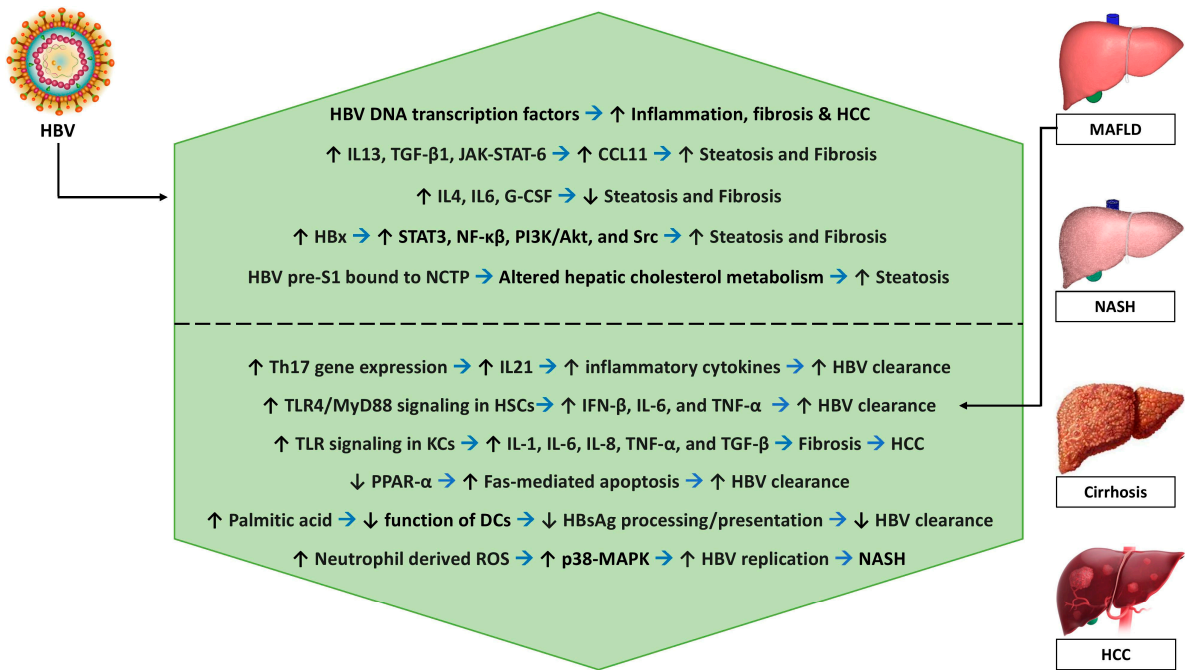 HBV
HBV DNA transcription factors → ↑ Inflammation, fibrosis & HCC
↑ IL13, TGF-β1, JAK-STAT-6 → ↑ CCL11 → ↑ Steatosis and Fibrosis
↑ IL4, IL6, G-CSF → ↓ Steatosis and Fibrosis
↑ HBx → ↑ STAT3, NF-κβ, PI3K/Akt, and Src → ↑ Steatosis and Fibrosis
HBV pre-S1 bound to NCTP → Altered hepatic cholesterol metabolism → ↑ Steatosis
↑ Th17 gene expression → ↑ IL21 → ↑ inflammatory cytokines → ↑ HBV clearance
↑ TLR4/MyD88 signaling in HSCs → ↑ IFN-β, IL-6, and TNF-α → ↑ HBV clearance
↑ TLR signaling in KCs → ↑ IL-1, IL-6, IL-8, TNF-α, and TGF-β → Fibrosis → HCC
↓ PPAR-α → ↑ Fas-mediated apoptosis → ↑ HBV clearance
↑ Palmitic acid → ↓ function of DCs → ↓ HBsAg processing/presentation → ↓ HBV clearance
↑ Neutrophil derived ROS → ↑ p38-MAPK → ↑ HBV replication → NASH
MAFLD
NASH
Cirrhosis
HCC